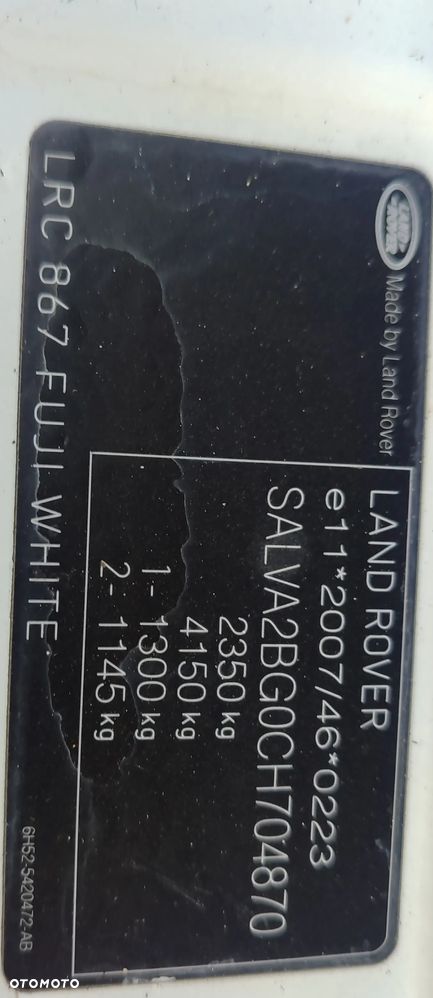 LAND ROVER
Made by Land Rover
LAND ROVER
e11*2007/46*0223
SALVA2BG0CH704870
2350 kg
4150 kg
1- 1300 kg
2- 1145 kg
LRC 867 FUJI WHITE
6H52-5420472-AB
OTOMOTO